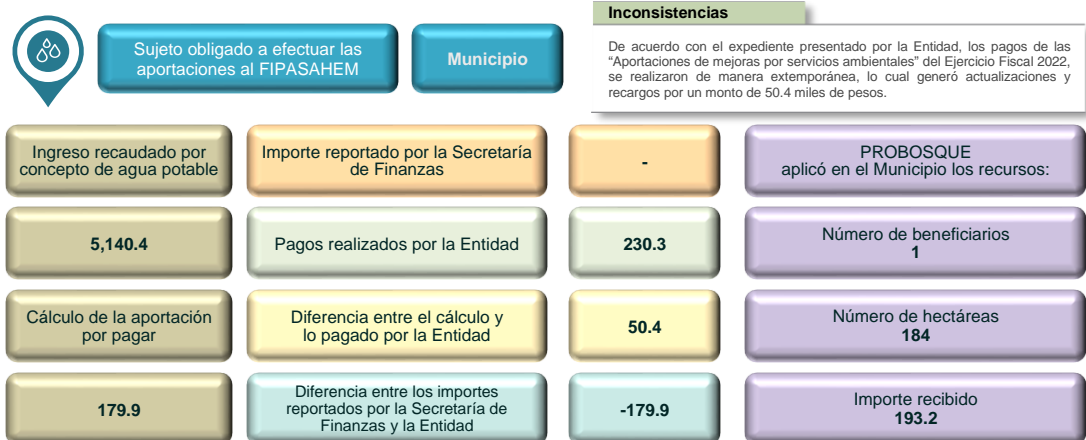 Sujeto obligado a efectuar las
aportaciones al FIPASAHEM
Municipio
Inconsistencias
De acuerdo con el expediente presentado por la Entidad, los pagos de las
“Aportaciones de mejoras por servicios ambientales” del Ejercicio Fiscal 2022,
se realizaron de manera extemporánea, lo cual generó actualizaciones y
recargos por un monto de 50.4 miles de pesos.
Ingreso recaudado por
concepto de agua potable
Importe reportado por la Secretaría
de Finanzas
-
PROBOSQUE
aplicó en el Municipio los recursos:
5,140.4
Pagos realizados por la Entidad
230.3
Número de beneficiarios
1
Cálculo de la aportación
por pagar
Diferencia entre el cálculo y
lo pagado por la Entidad
50.4
Número de hectáreas
184
179.9
Diferencia entre los importes
reportados por la Secretaría de
Finanzas y la Entidad
-179.9
Importe recibido
193.2